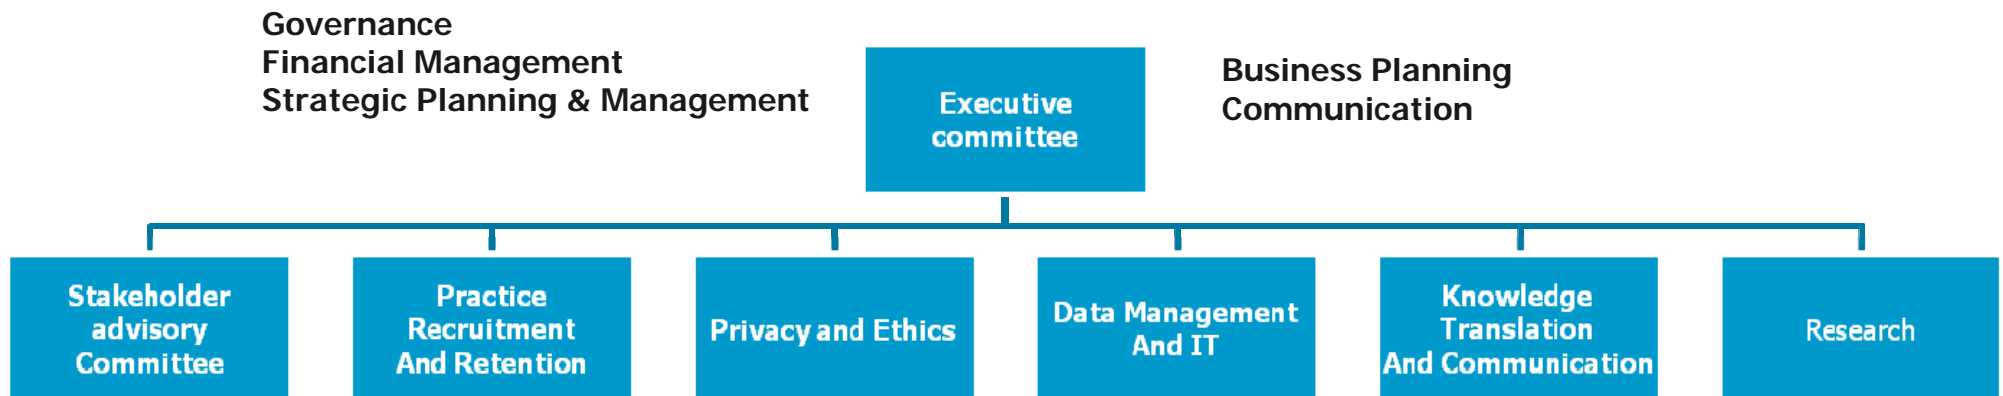 Governance
Financial Management
Strategic Planning & Management
Executive
committee
Business Planning
Communication
Stakeholder
advisory
Committee
Practice
Recruitment
And Retention
Privacy and Ethics
Data Management
And IT
Knowledge
Translation
And Communication
Research